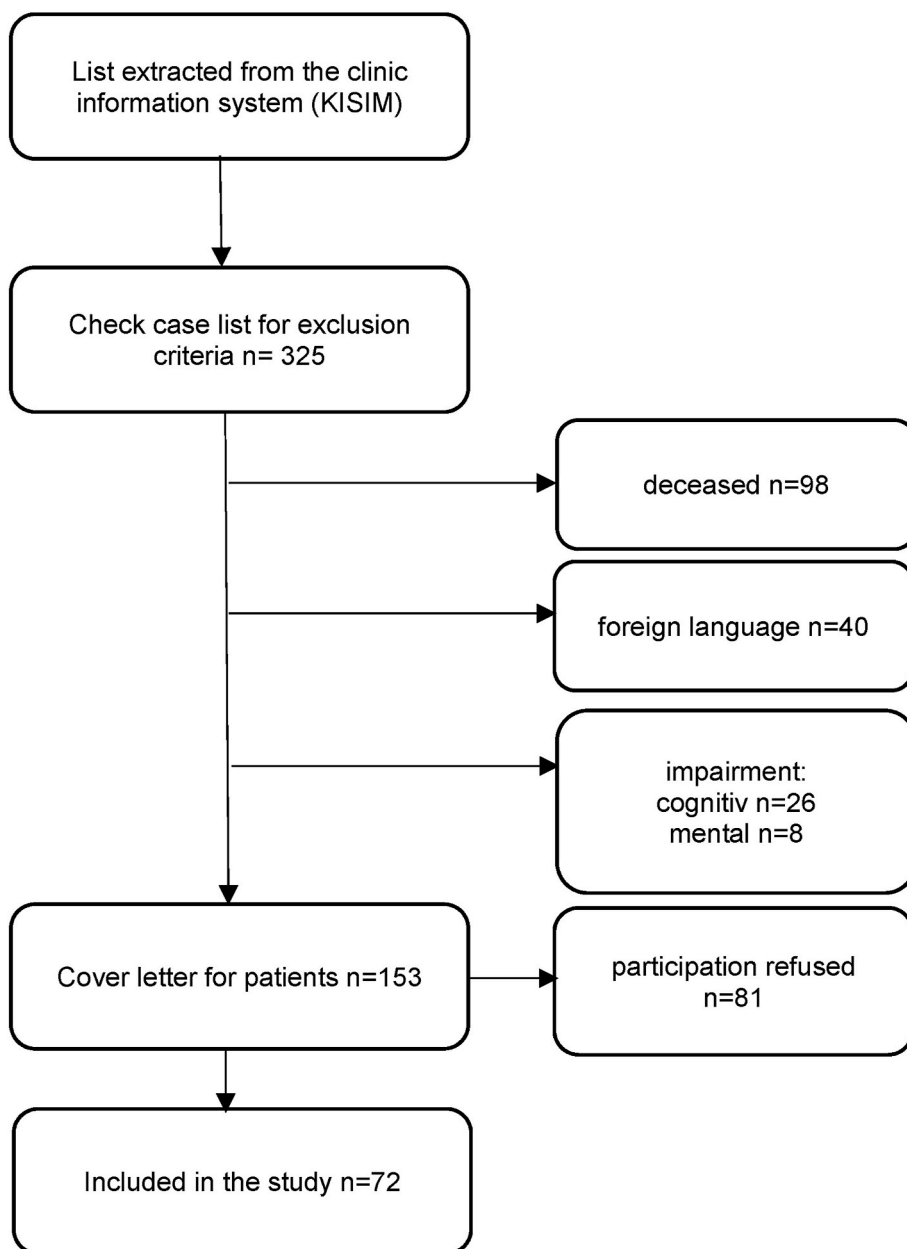 List extracted from the clinic
information system (KISIM)
Check case list for exclusion
criteria n= 325
deceased n=98
foreign language n=40
impairment:
cognitiv n=26
mental n=8
Cover letter for patients n=153
participation refused
n=81
Included in the study n=72